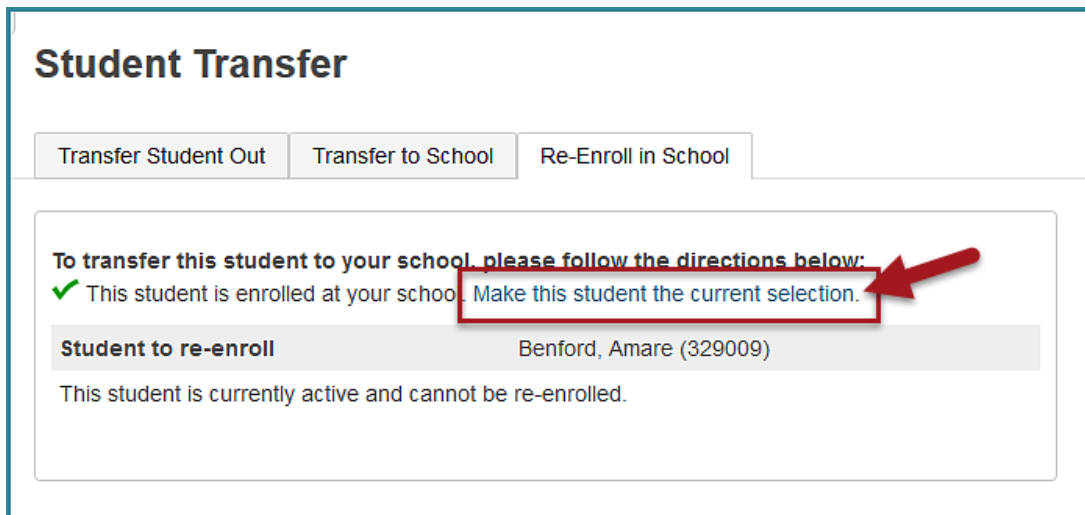 Student Transfer
Transfer Student Out
Transfer to School
Re-Enroll in School
To transfer this student to your school, please follow the directions below:
This student is enrolled at your school. Make this student the current selection.
Student to re-enroll Benford, Amare (329009)
This student is currently active and cannot be re-enrolled.